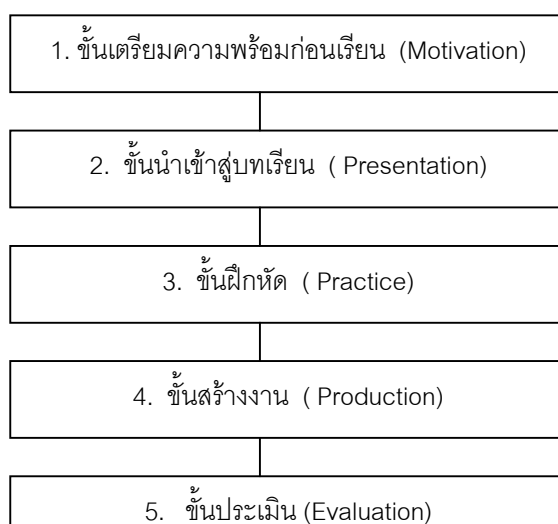 1. ขั้นเตรียมความพร้อมก่อนเรียน (Motivation)
2. ขั้นนำเข้าสู่บทเรียน ( Presentation)
3. ขั้นฝึกหัด ( Practice)
4. ขั้นสร้างงาน ( Production)
5. ขั้นประเมิน (Evaluation)